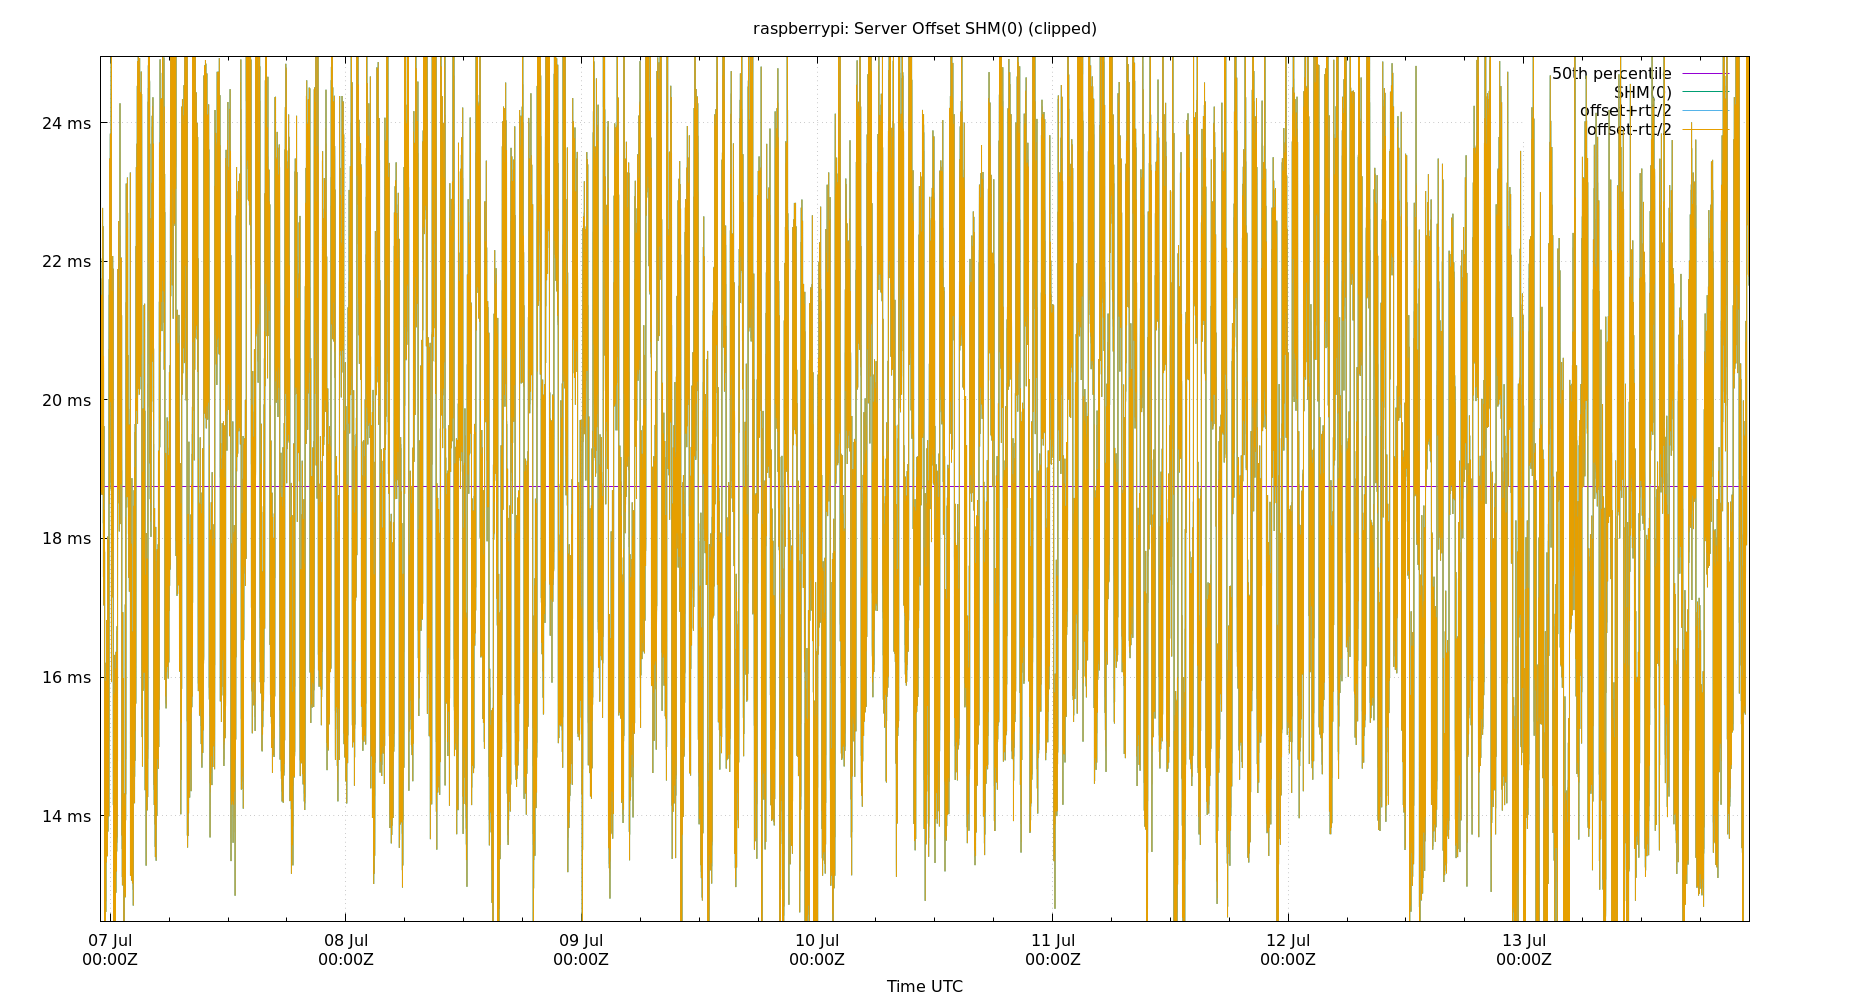 raspberrypi: Server Offset SHM(0) (clipped)
50th percentile
SHM(0)
offset+rtt/2
offset-rtt/2
24 ms
22 ms
20 ms
18 ms
16 ms
14 ms
07 Jul 08 Jul 09 Jul 10 Jul 11 Jul 12 Jul 13 Jul
00:00Z 00:00Z 00:00Z 00:00Z 00:00Z 00:00Z 00:00Z
Time UTC